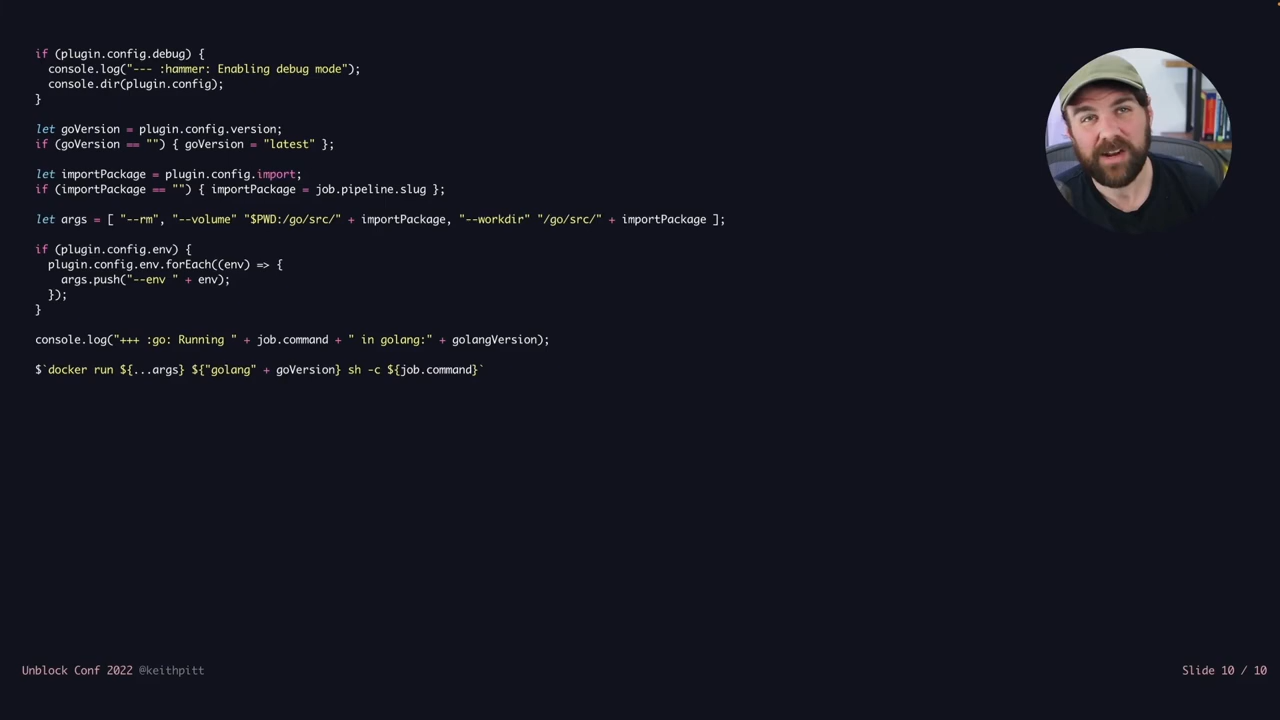 if (plugin.config.debug) {
  console.log("--- :hammer: Enabling debug mode");
  console.dir(plugin.config);
}
let goVersion = plugin.config.version;
if (goVersion == "") { goVersion = "latest" };
let importPackage = plugin.config.import;
if (importPackage == "") { importPackage = job.pipeline.slug };
let args = [ "--rm", "--volume" "$PWD:/go/src/" + importPackage, "--workdir" "/go/src/" + importPackage ];
if (plugin.config.env) {
  plugin.config.env.forEach((env) => {
    args.push("--env " + env);
  });
}
console.log("+++ :go: Running " + job.command + " in golang:" + golangVersion);
$`docker run ${...args} ${"golang" + goVersion} sh -c ${job.command}`
Unblock Conf 2022 @keithpitt
Slide 10 / 10